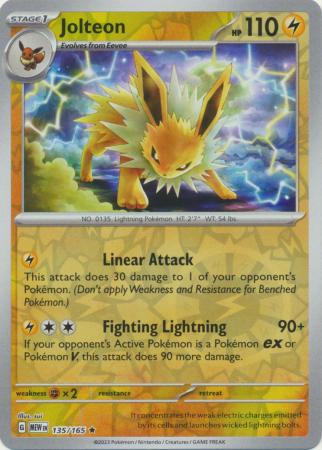 STAGE 1 Jolteon HP 110
Evolves from Eevee
NO. 0135 Lightning Pokémon HT: 2'7" WT: 54 lbs
Linear Attack
This attack does 30 damage to 1 of your opponent's
Pokémon. (Don't apply Weakness and Resistance for Benched
Pokémon.)
Fighting Lightning 90+
If your opponent's Active Pokémon is a Pokémon ex or
Pokémon V, this attack does 90 more damage.
weakness ×2 resistance retreat
Illus. sui
G MEW EN 135/165 ★
It concentrates the weak electric charges emitted
by its cells and launches wicked lightning bolts.
©2023 Pokémon / Nintendo / Creatures / GAME FREAK